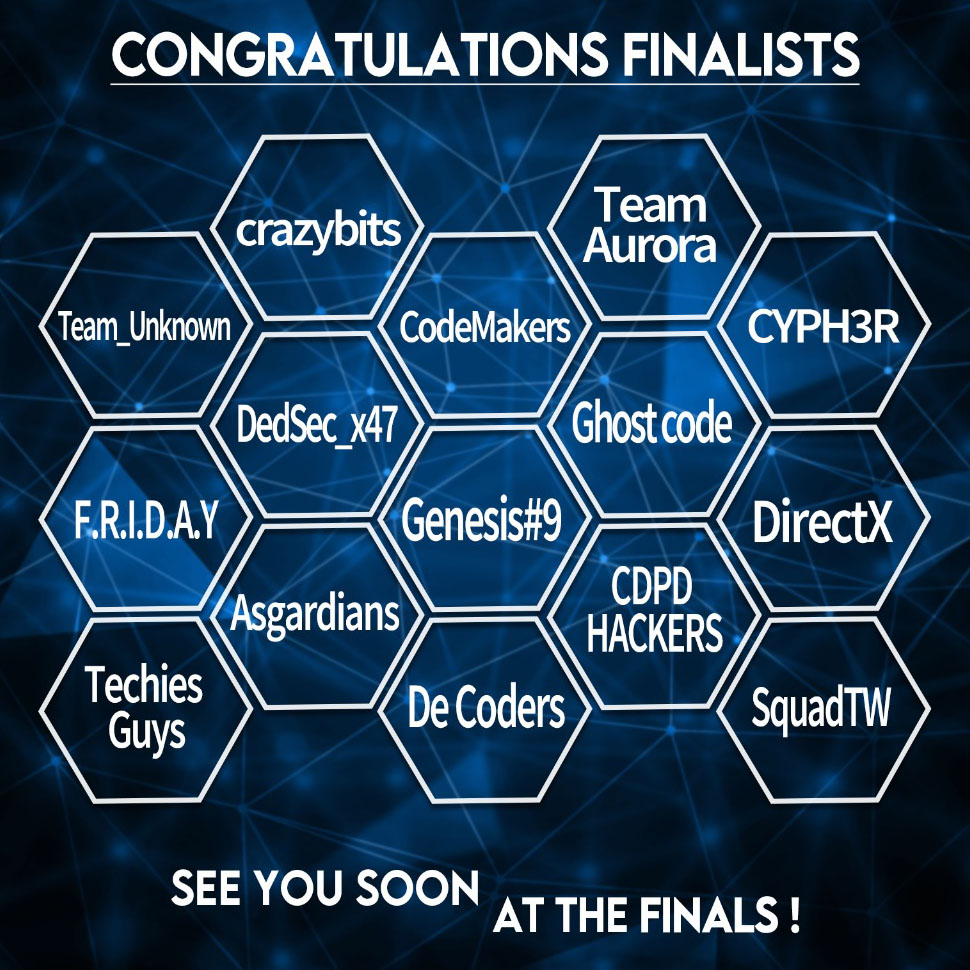 CONGRATULATIONS FINALISTS
crazybits
Team
Aurora
Team_Unknown
CodeMakers
CYPH3R
DedSec_x47
Ghost code
F.R.I.D.A.Y
Genesis#9
DirectX
Asgardians
CDPD
HACKERS
Techies
Guys
De Coders
SquadTW
SEE YOU SOON
AT THE FINALS !